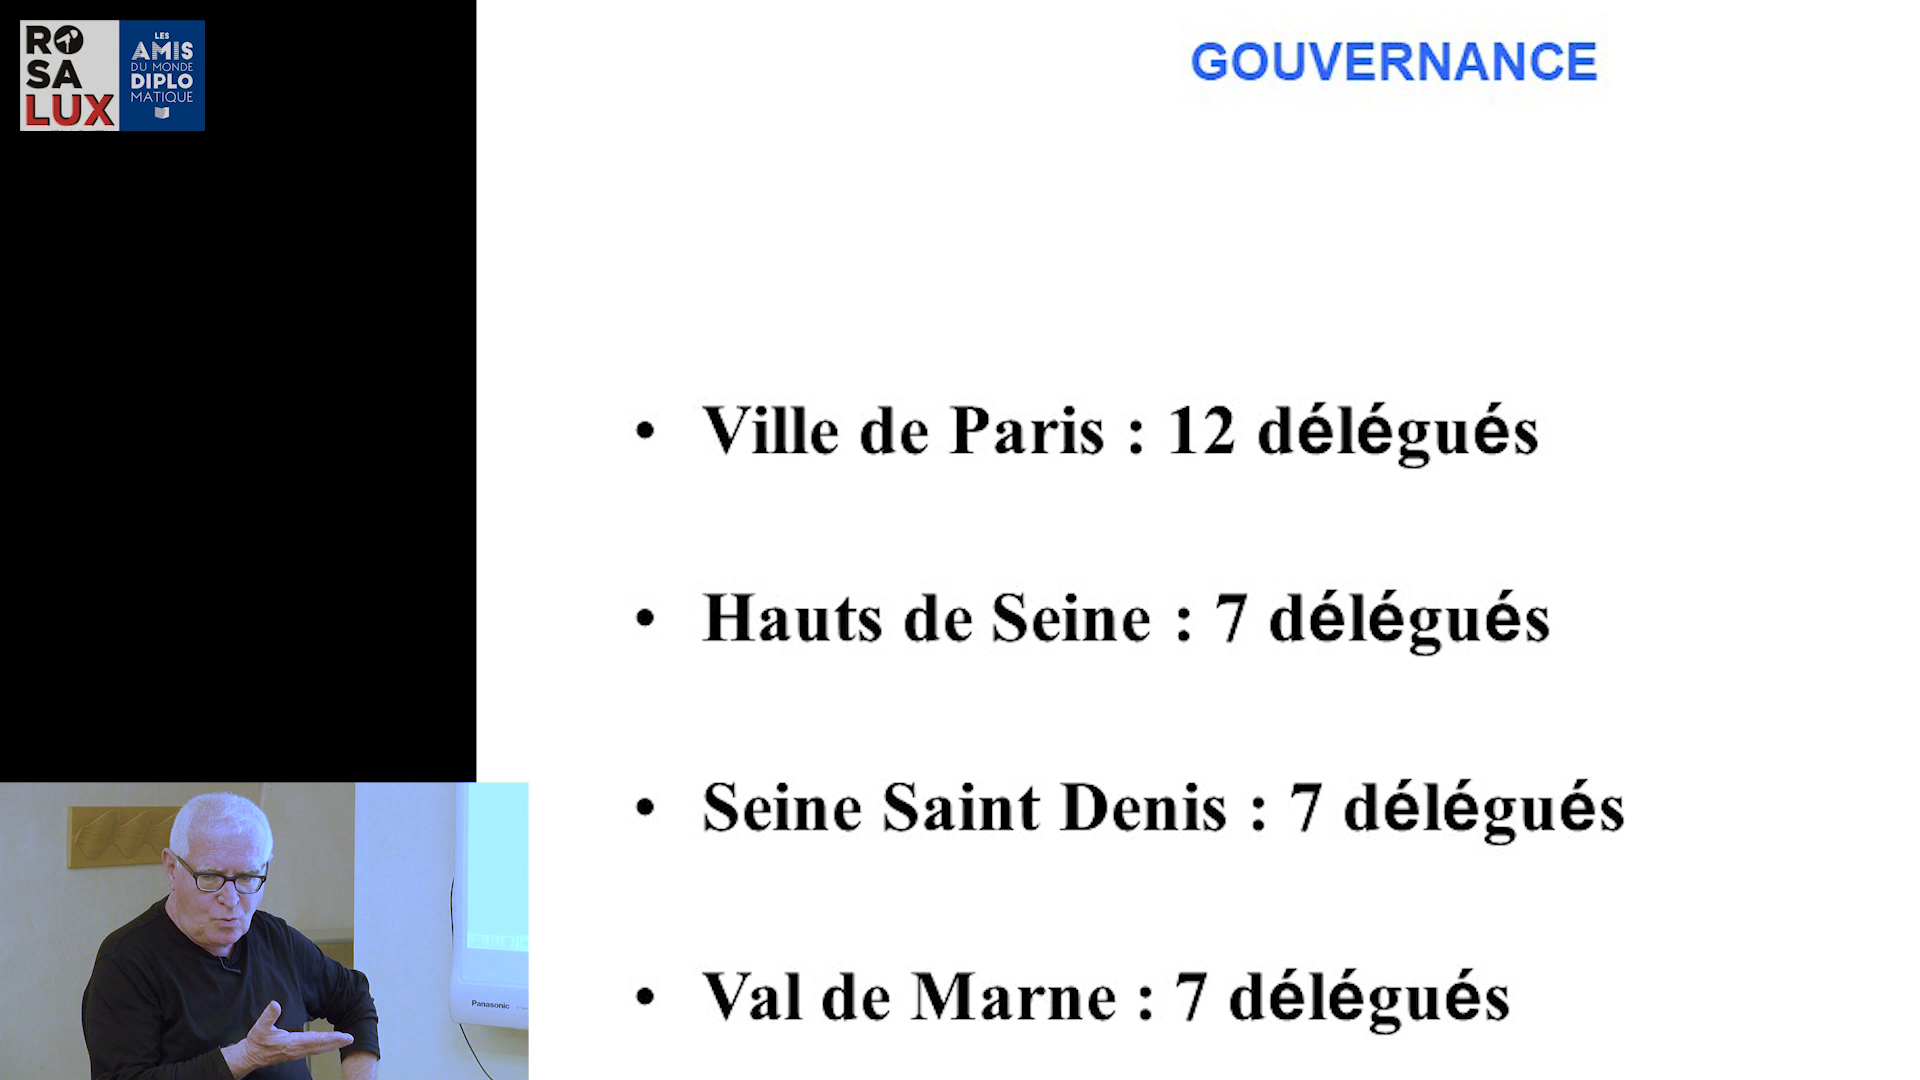 RO
SA
LUX
LES
AMIS
DU MONDE
DIPLO
MATIQUE
GOUVERNANCE
• Ville de Paris : 12 délégués
• Hauts de Seine : 7 délégués
• Seine Saint Denis : 7 délégués
• Val de Marne : 7 délégués
Panasonic